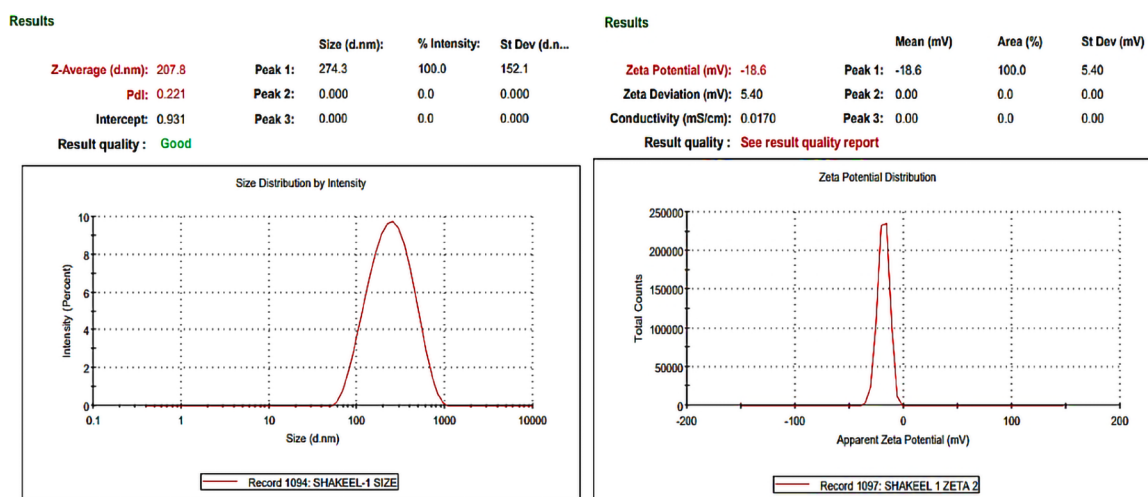 Results
Size (d.nm): % Intensity: St Dev (d.n...
Z-Average (d.nm): 207.8 Peak 1: 274.3 100.0 152.1
PdI: 0.221 Peak 2: 0.000 0.0 0.000
Intercept: 0.931 Peak 3: 0.000 0.0 0.000
Result quality : Good
Size Distribution by Intensity
Intensity (Percent)
10
8
6
4
2
0
0.1 1 10 100 1000 10000
Size (d.nm)
Record 1094: SHAKEEL-1 SIZE
Results
Mean (mV) Area (%) St Dev (mV)
Zeta Potential (mV): -18.6 Peak 1: -18.6 100.0 5.40
Zeta Deviation (mV): 5.40 Peak 2: 0.00 0.0 0.00
Conductivity (mS/cm): 0.0170 Peak 3: 0.00 0.0 0.00
Result quality : See result quality report
Zeta Potential Distribution
Total Counts
250000
200000
150000
100000
50000
0
-200 -100 0 100 200
Apparent Zeta Potential (mV)
Record 1097: SHAKEEL 1 ZETA 2